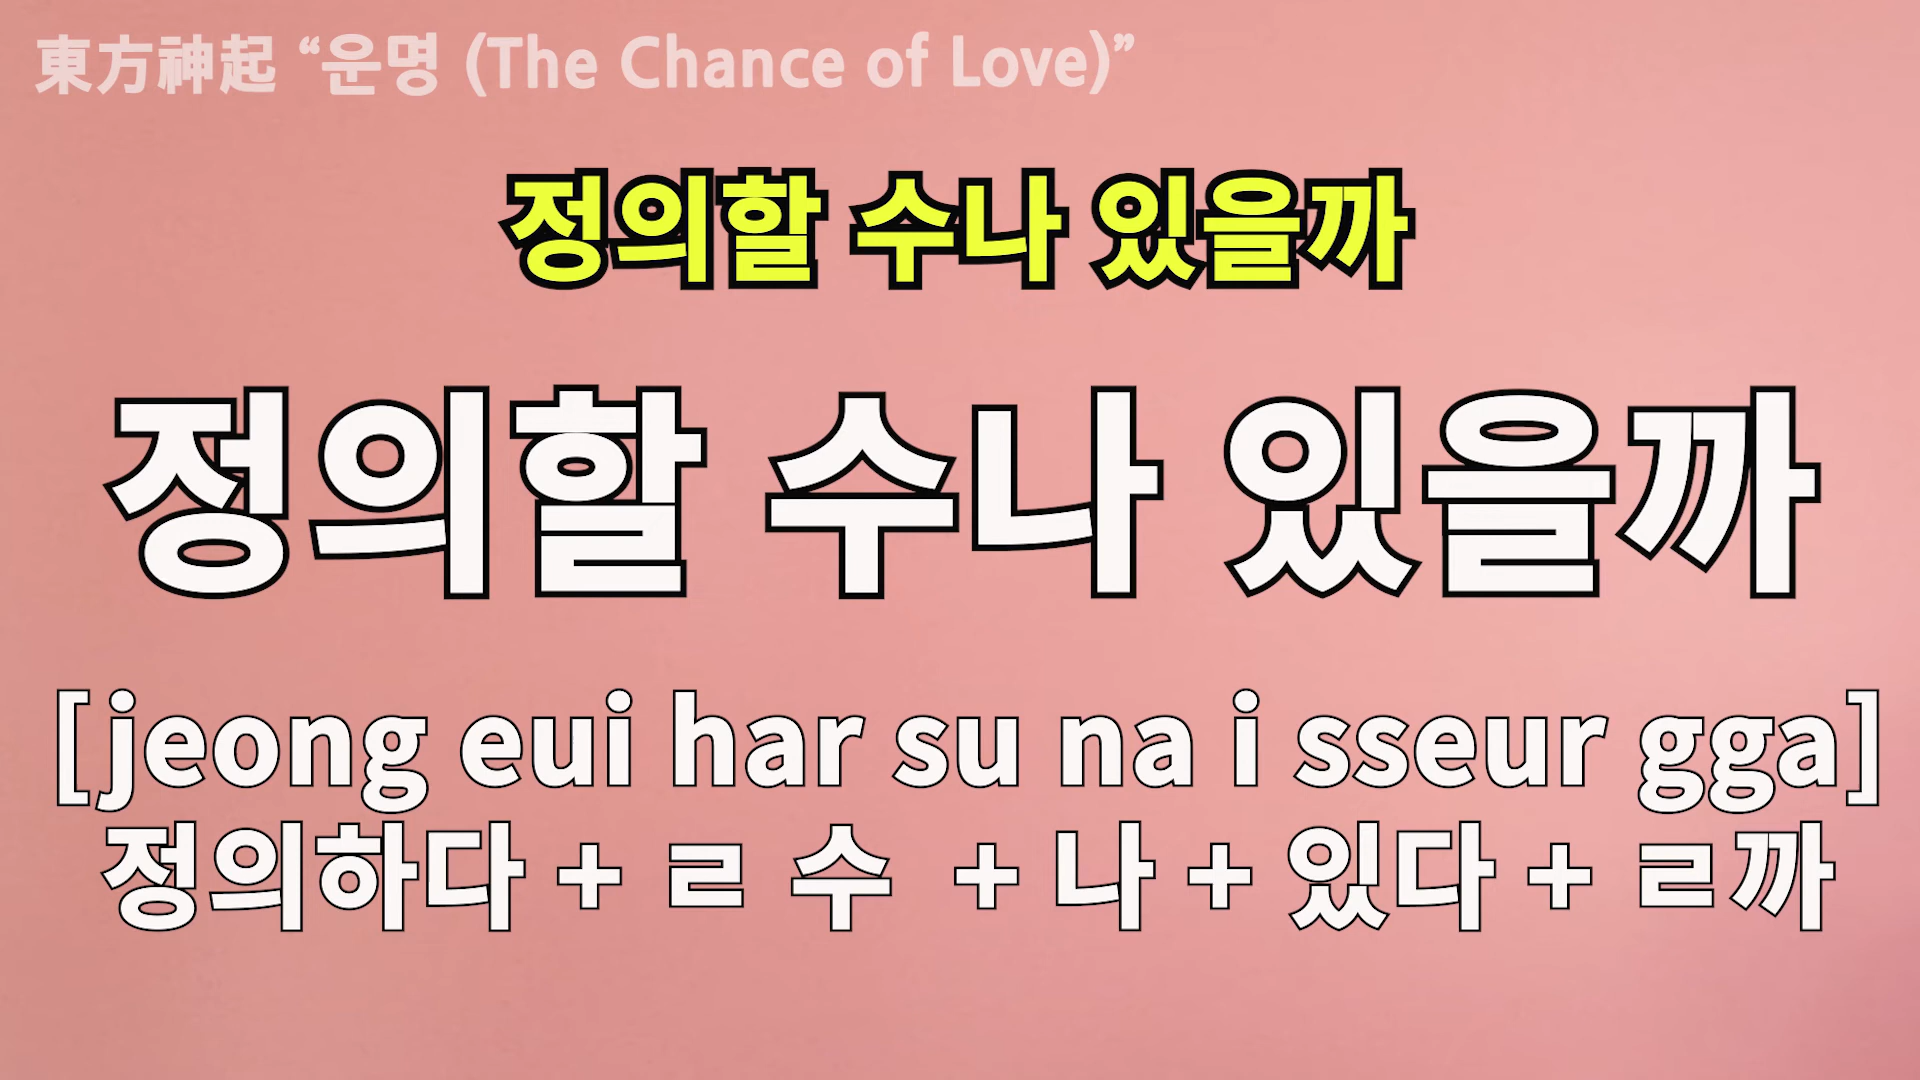 東方神起 “운명 (The Chance of Love)”
정의할 수나 있을까
정의할 수나 있을까
[jeong eui har su na i sseur gga]
정의하다 + ㄹ 수 + 나 + 있다 + ㄹ까